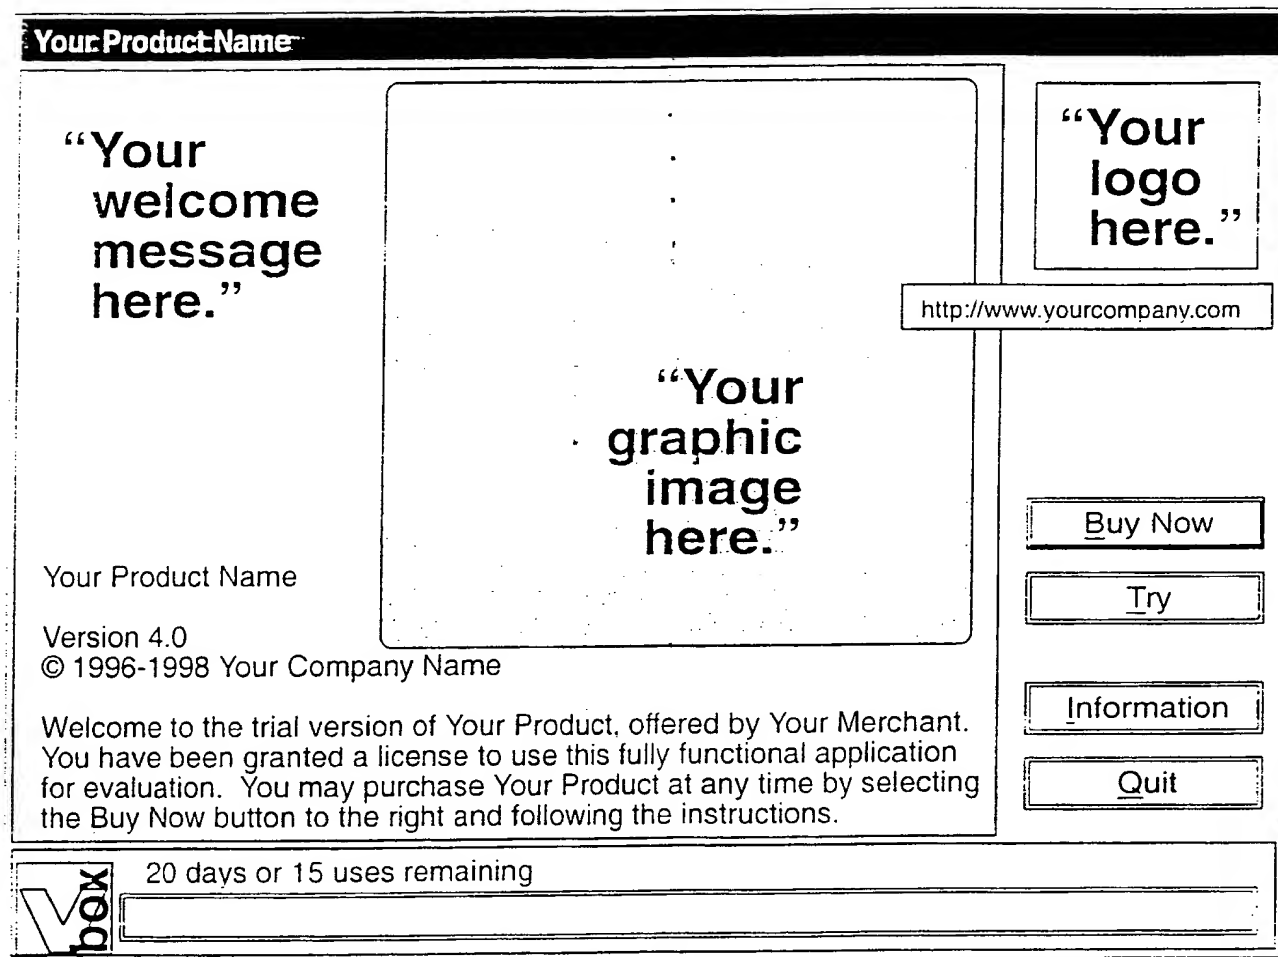 Your Product Name
“Your
welcome
message
here.”
“Your
graphic
image
here.”
“Your
logo
here.”
http://www.yourcompany.com
Buy Now
Try
Information
Quit
Your Product Name
Version 4.0
© 1996-1998 Your Company Name
Welcome to the trial version of Your Product, offered by Your Merchant.
You have been granted a license to use this fully functional application
for evaluation. You may purchase Your Product at any time by selecting
the Buy Now button to the right and following the instructions.
20 days or 15 uses remaining
Vbox